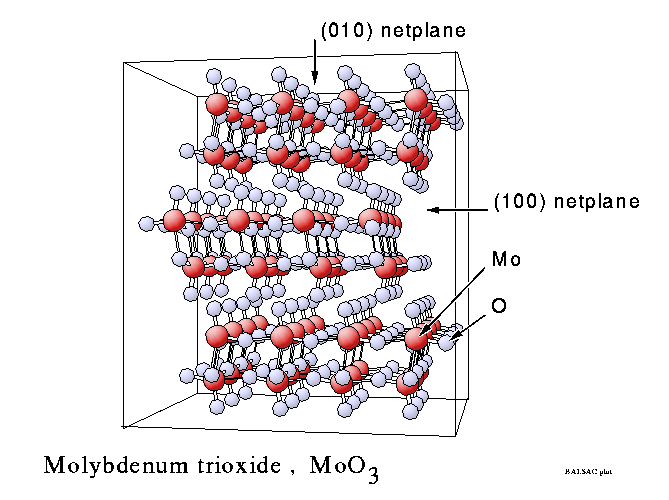 (010) netplane
(100) netplane
Mo
O
Molybdenum trioxide , MoO3
BALSAC plot